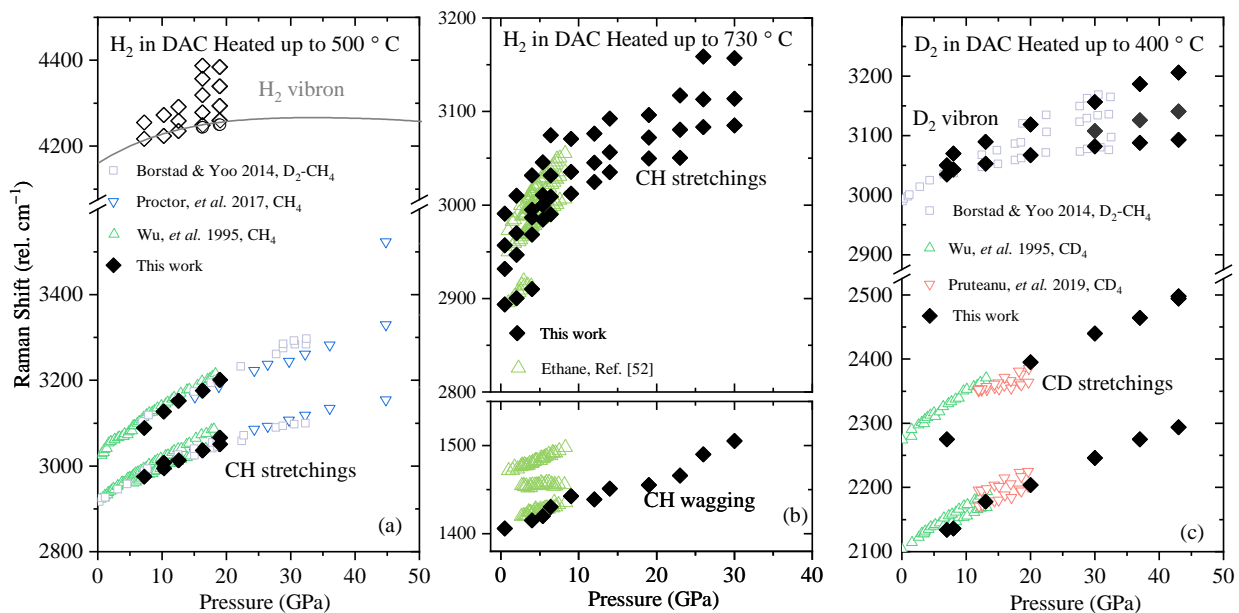 H₂ in DAC Heated up to 500 ° C
4400
H₂ vibron
4200
Borstad & Yoo 2014, D₂-CH₄
Proctor, et al. 2017, CH₄
Wu, et al. 1995, CH₄
This work
3400
3200
3000
2800
CH stretchings
(a)
0 10 20 30 40 50
Pressure (GPa)
Raman Shift (rel. cm⁻¹)
H₂ in DAC Heated up to 730 ° C
3200
3100
3000
2900
2800
CH stretchings
This work
Ethane, Ref. [52]
1500
1400
CH wagging
(b)
0 10 20 30 40
Pressure (GPa)
D₂ in DAC Heated up to 400 ° C
3200
3100
3000
2900
D₂ vibron
Borstad & Yoo 2014, D₂-CH₄
Wu, et al. 1995, CD₄
Pruteanu, et al. 2019, CD₄
This work
2500
2400
2300
2200
2100
CD stretchings
(c)
0 10 20 30 40 50
Pressure (GPa)